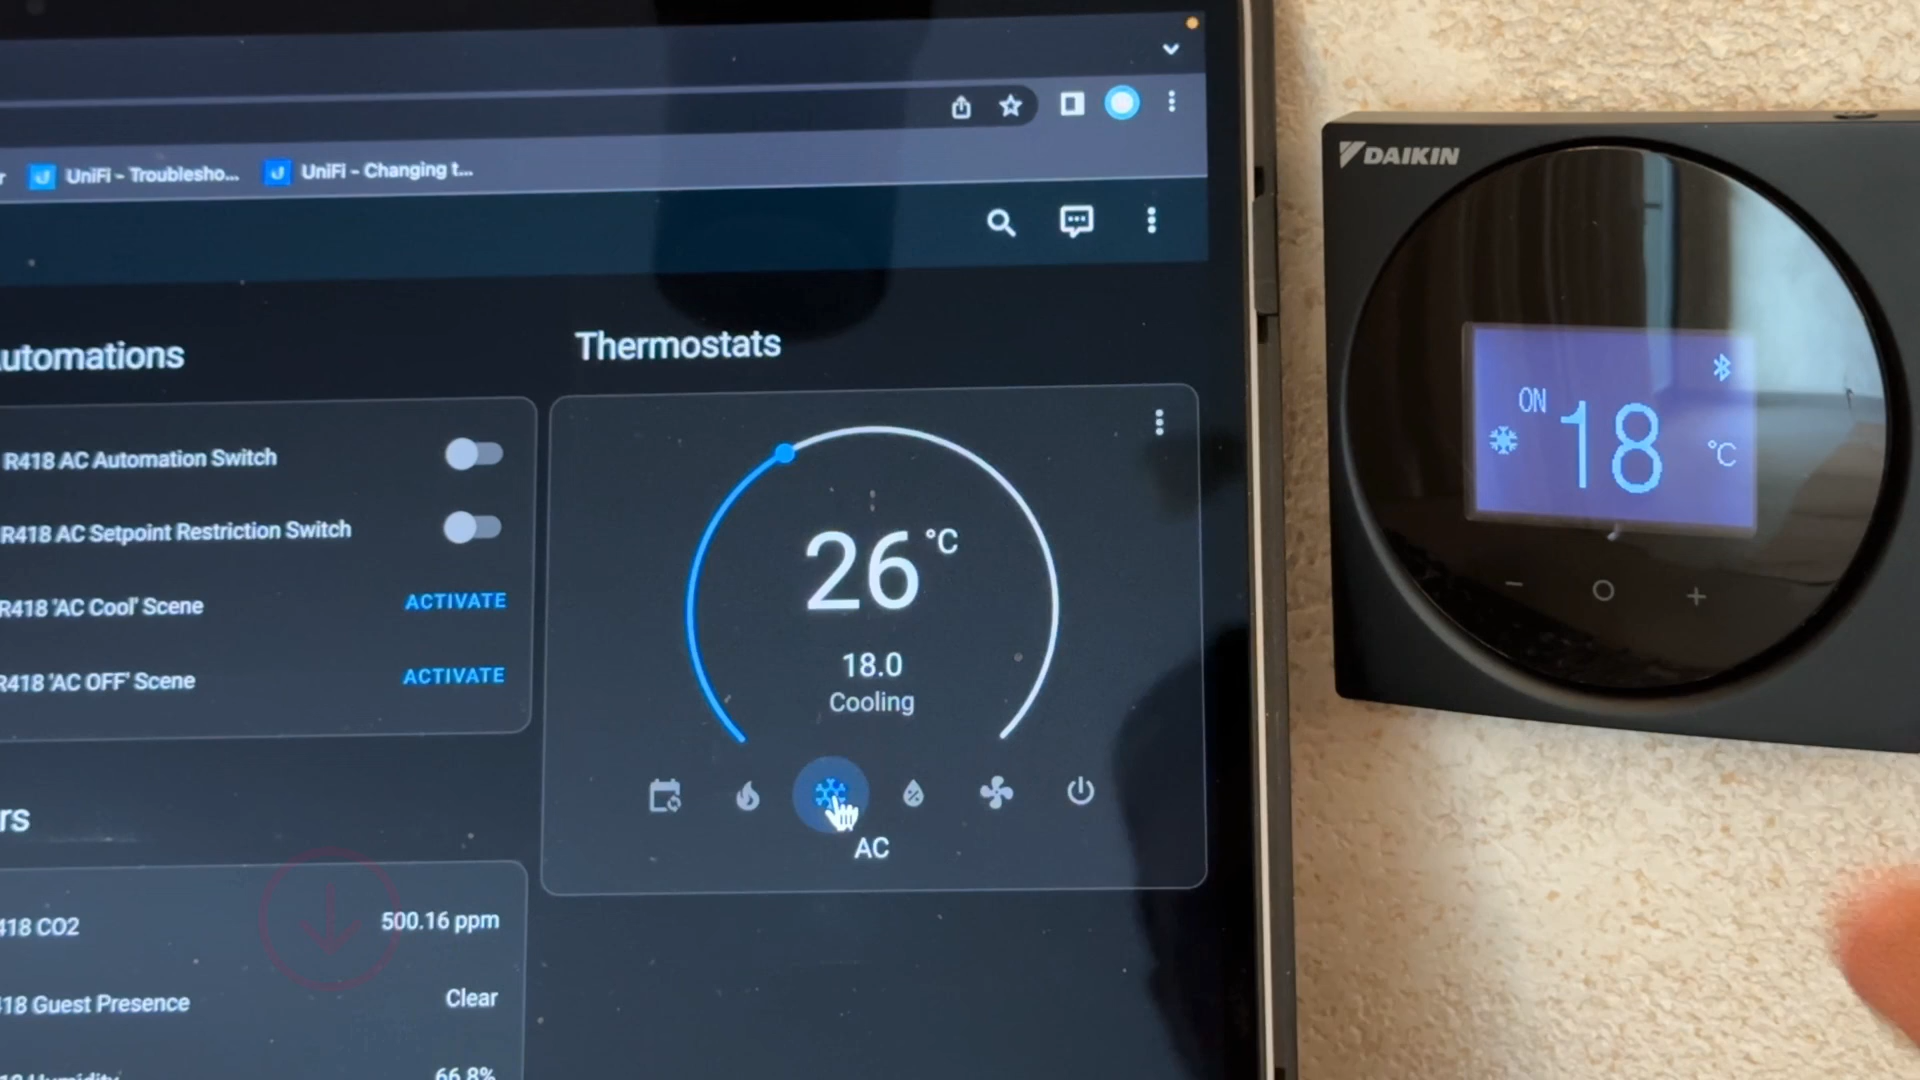 UniFi - Troublesho...
UniFi - Changing t...
utomations
R418 AC Automation Switch
R418 AC Setpoint Restriction Switch
R418 'AC Cool' Scene
ACTIVATE
R418 'AC OFF' Scene
ACTIVATE
rs
418 CO2
500.16 ppm
418 Guest Presence
Clear
66.8%
Thermostats
26 °C
18.0
Cooling
AC
DAIKIN
ON
18 °C